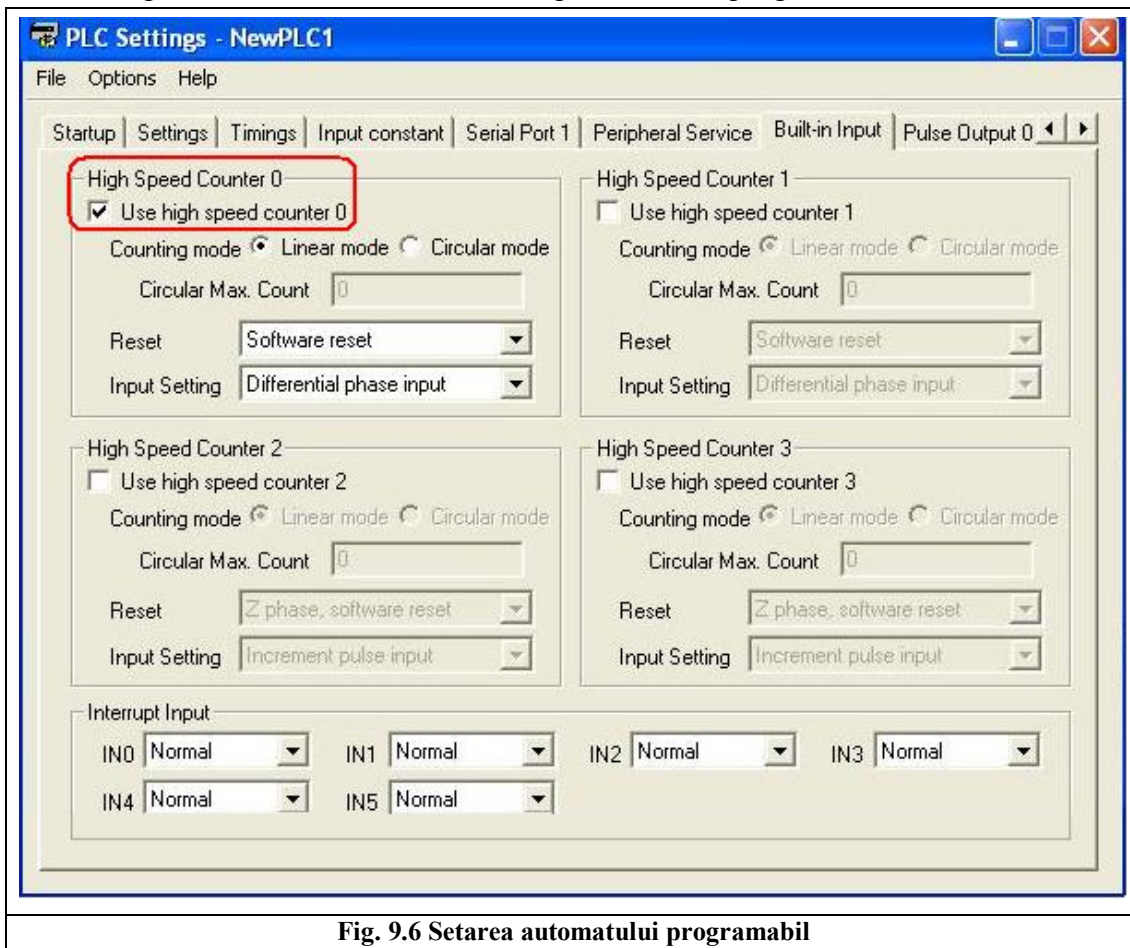 PLC Settings - NewPLC1
File Options Help
Startup Settings Timings Input constant Serial Port 1 Peripheral Service Built-in Input Pulse Output 0
High Speed Counter 0
Use high speed counter 0
Counting mode Linear mode Circular mode
Circular Max. Count 0
Reset Software reset
Input Setting Differential phase input
High Speed Counter 1
Use high speed counter 1
Counting mode Linear mode Circular mode
Circular Max. Count 0
Reset Software reset
Input Setting Differential phase input
High Speed Counter 2
Use high speed counter 2
Counting mode Linear mode Circular mode
Circular Max. Count 0
Reset Z phase, software reset
Input Setting Increment pulse input
High Speed Counter 3
Use high speed counter 3
Counting mode Linear mode Circular mode
Circular Max. Count 0
Reset Z phase, software reset
Input Setting Increment pulse input
Interrupt Input
IN0 Normal IN1 Normal IN2 Normal IN3 Normal
IN4 Normal IN5 Normal
Fig. 9.6 Setarea automatului programabil